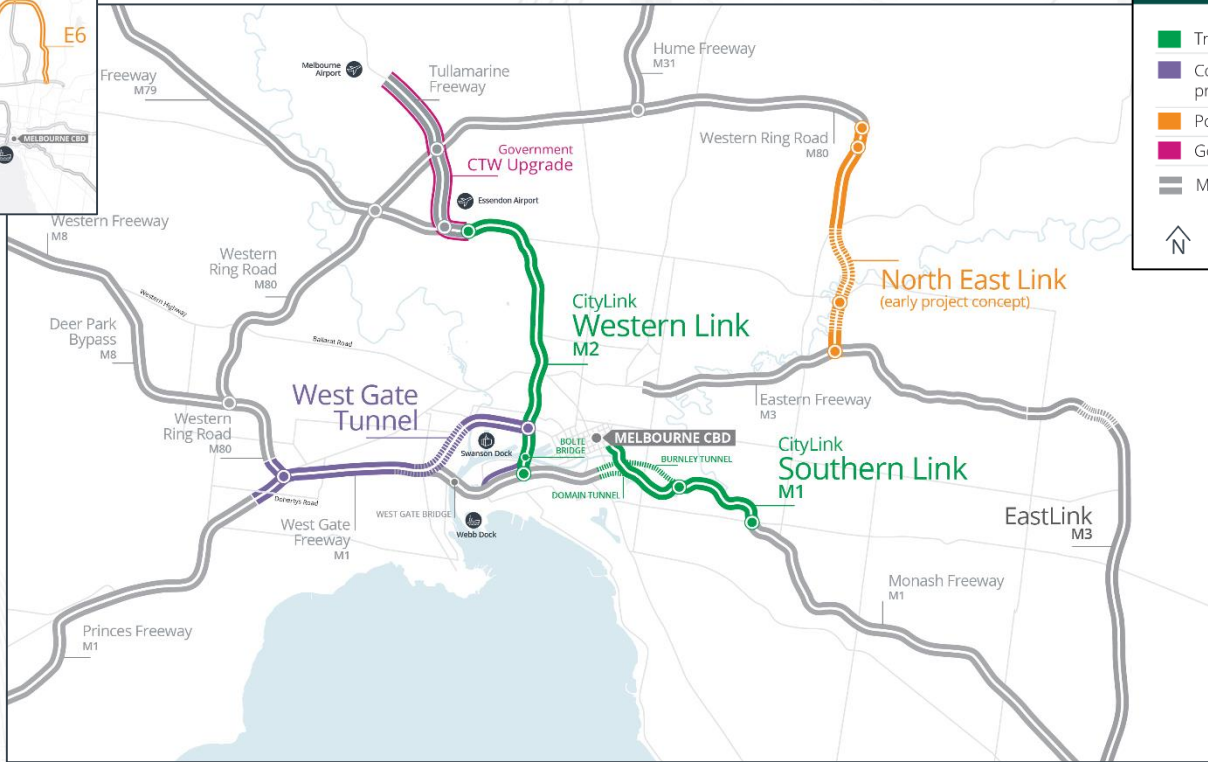 E6
MELBOURNE CBD
Freeway
M79
Melbourne
Airport
Tullamarine
Freeway
Hume Freeway
M31
Western Ring Road
M80
Government
CTW Upgrade
Essendon Airport
Western Freeway
M8
Western
Ring Road
M80
Western Highway
Deer Park
Bypass
M8
Ballarat Road
CityLink
Western Link
M2
North East Link
(early project concept)
West Gate
Tunnel
Eastern Freeway
M3
Western
Ring Road
M80
Swanson Dock
BOLTE
BRIDGE
MELBOURNE CBD
BURNLEY TUNNEL
CityLink
Southern Link
M1
Dohertys Road
DOMAIN TUNNEL
WEST GATE BRIDGE
West Gate
Freeway
M1
Webb Dock
EastLink
M3
Monash Freeway
M1
Princes Freeway
M1
Tr
Co
pr
Po
Go
M
N